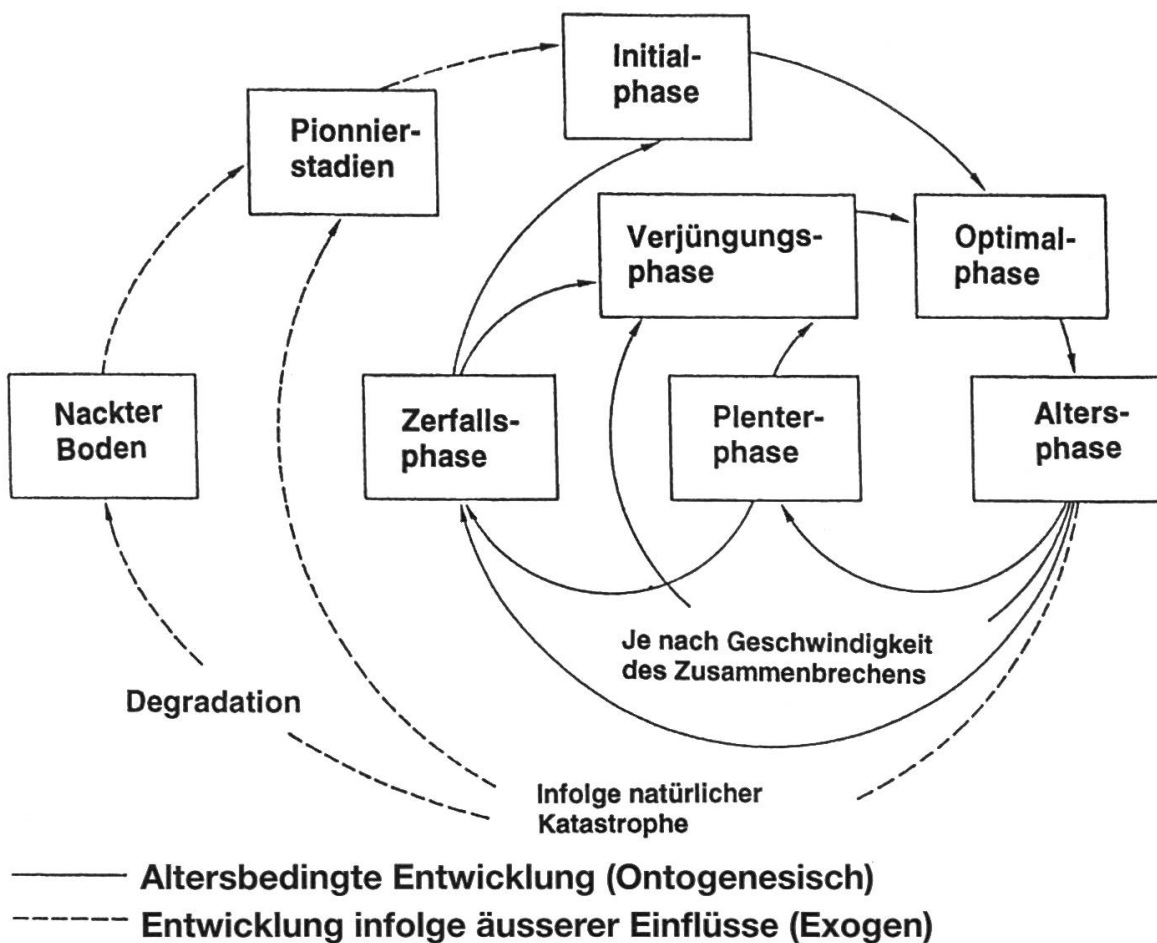 Initial-
phase
Pionnier-
stadien
Verjüngungs-
phase
Optimal-
phase
Nackter
Boden
Zerfalls-
phase
Plenter-
phase
Alters-
phase
Je nach Geschwindigkeit
des Zusammenbrechens
Degradation
Infolge natürlicher
Katastrophe
Altersbedingte Entwicklung (Ontogenesisch)
Entwicklung infolge äusserer Einflüsse (Exogen)